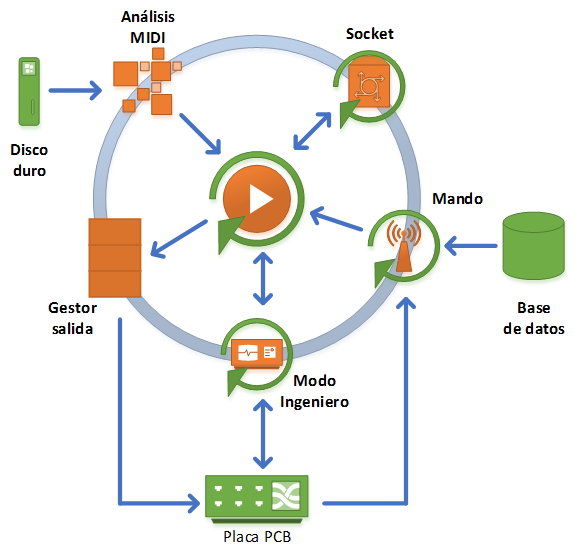 Análisis
MIDI
Socket
Disco
duro
Mando
Gestor
salida
Base
de datos
Modo
Ingeniero
Placa PCB